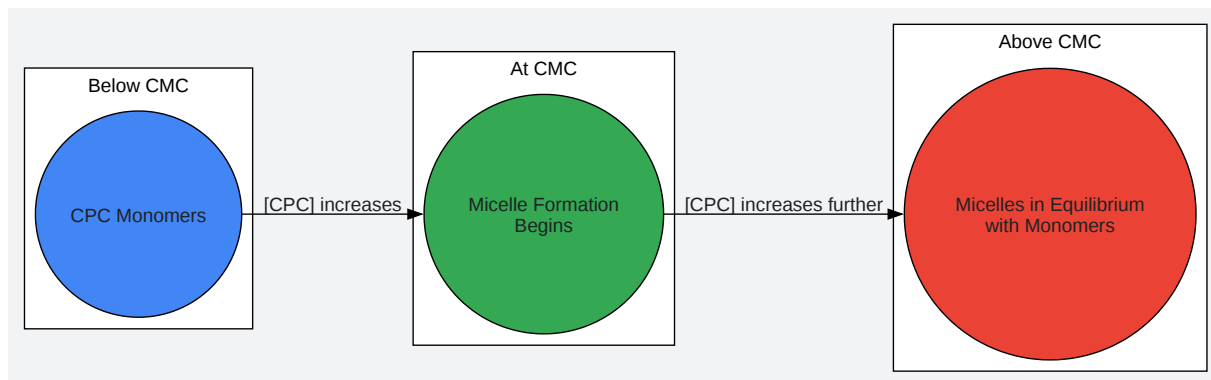 Below CMC
CPC Monomers
[CPC] increases
At CMC
Micelle Formation
Begins
[CPC] increases further
Above CMC
Micelles in Equilibrium
with Monomers